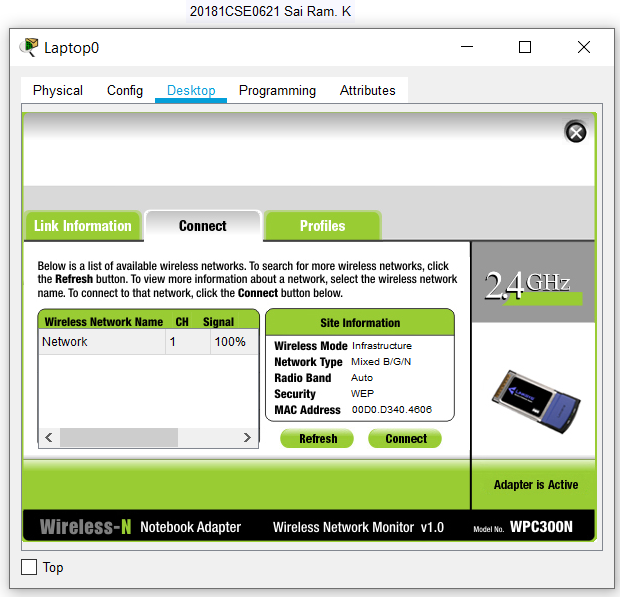 20181CSE0621 Sai Ram. K
Laptop0
Physical Config Desktop Programming Attributes
Link Information Connect Profiles
Below is a list of available wireless networks. To search for more wireless networks, click
the Refresh button. To view more information about a network, select the wireless network
name. To connect to that network, click the Connect button below.
2.4GHz
Wireless Network Name CH Signal
Network 1 100%
Site Information
Wireless Mode Infrastructure
Network Type Mixed B/G/N
Radio Band Auto
Security WEP
MAC Address 00D0.D340.4606
Refresh Connect
Adapter is Active
Wireless-N Notebook Adapter Wireless Network Monitor v1.0 Model No. WPC300N
Top